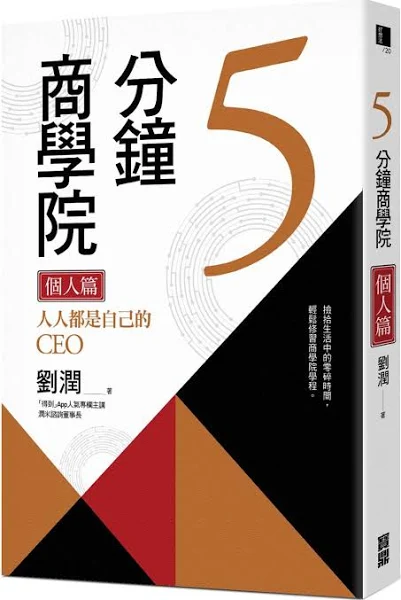 5
分鐘
商學院
個人篇
人人都是自己的
CEO
劉潤
著
「得到」App人氣專欄主講
潤米諮詢董事長
撿拾生活中的零碎時間，
輕鬆修習商學院學程。
5
分鐘商學院
個人篇
劉潤
著
寶鼎
/20